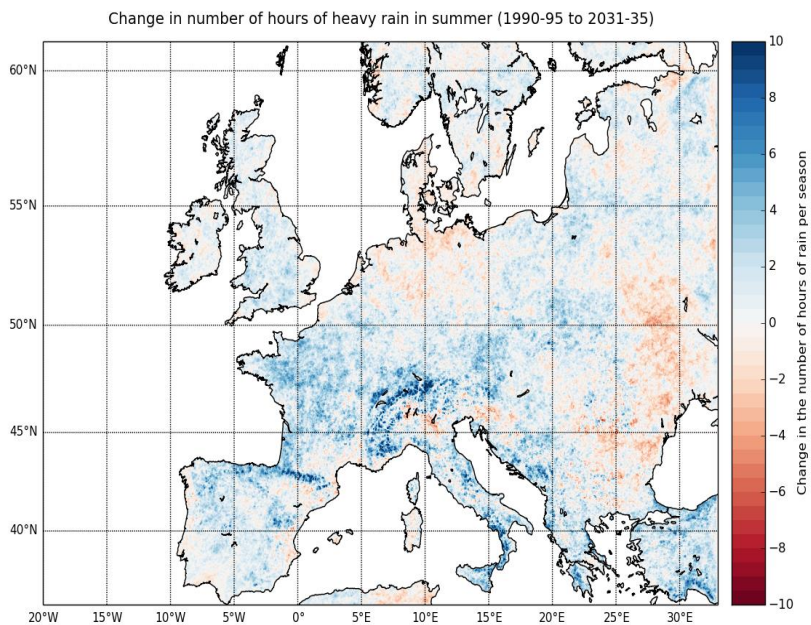 Change in number of hours of heavy rain in summer (1990-95 to 2031-35)
60°N
55°N
50°N
45°N
40°N
20°W 15°W 10°W 5°W 0° 5°E 10°E 15°E 20°E 25°E 30°E
10
8
6
4
2
0
−2
−4
−6
−8
−10
Change in the number of hours of rain per season